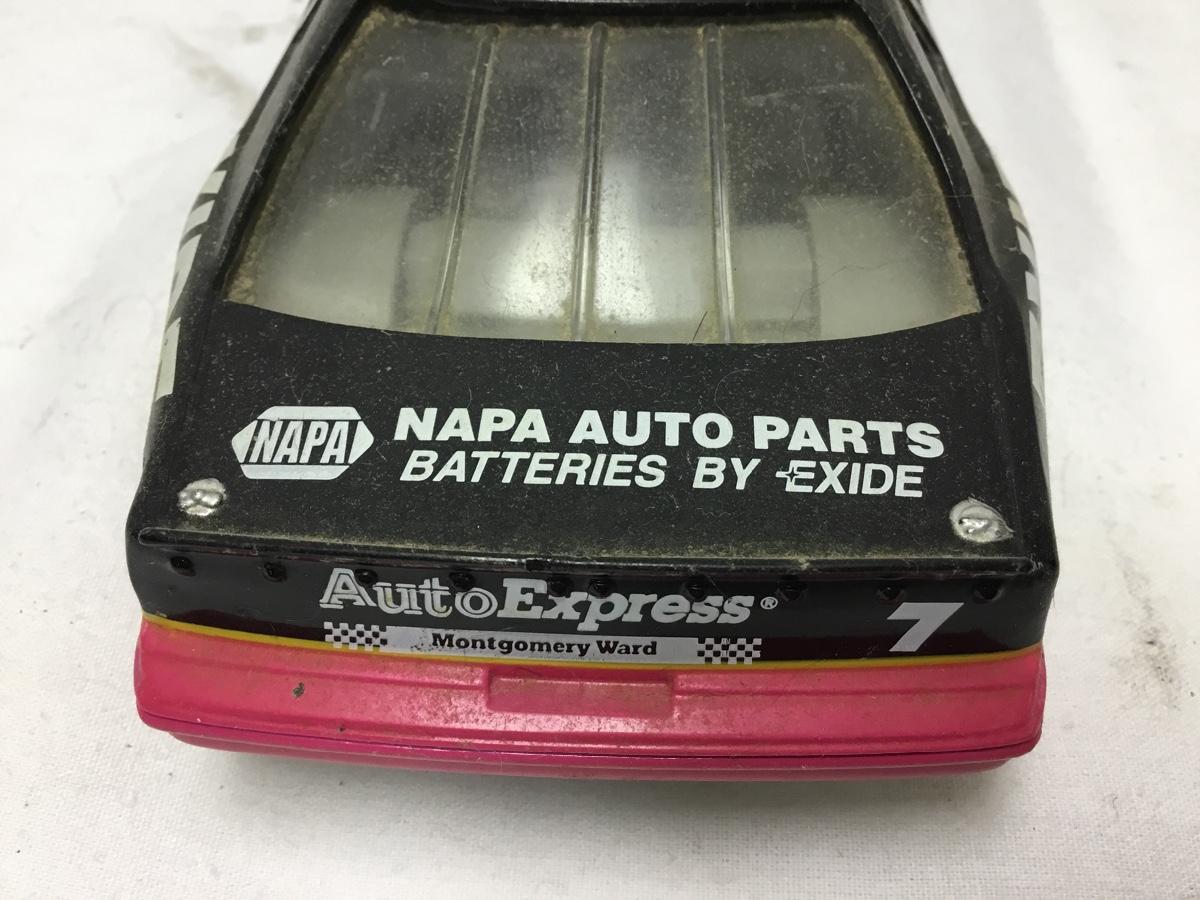 NAPA
NAPA AUTO PARTS
BATTERIES BY EXIDE
AutoExpress®
Montgomery Ward
7